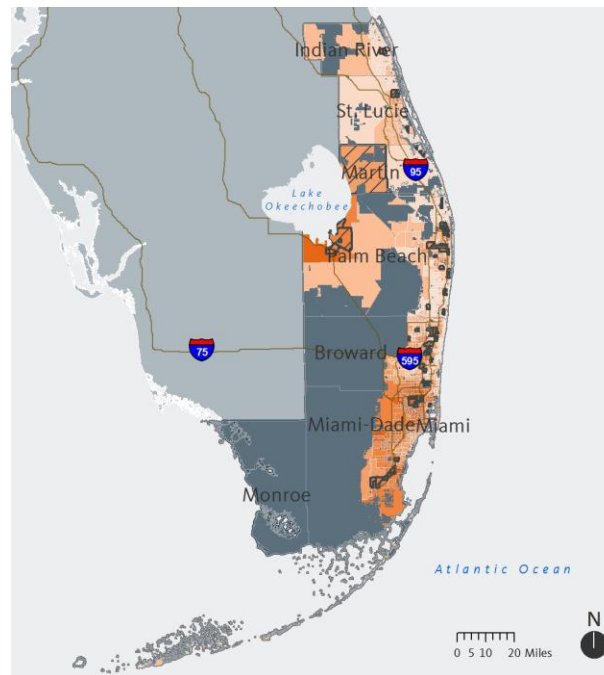 Indian River
St. Lucie
Martin
95
Lake
Okeechobee
Palm Beach
75
Broward
595
Miami-Dade
Miami
Monroe
Atlantic Ocean
N
0 5 10 20 Miles